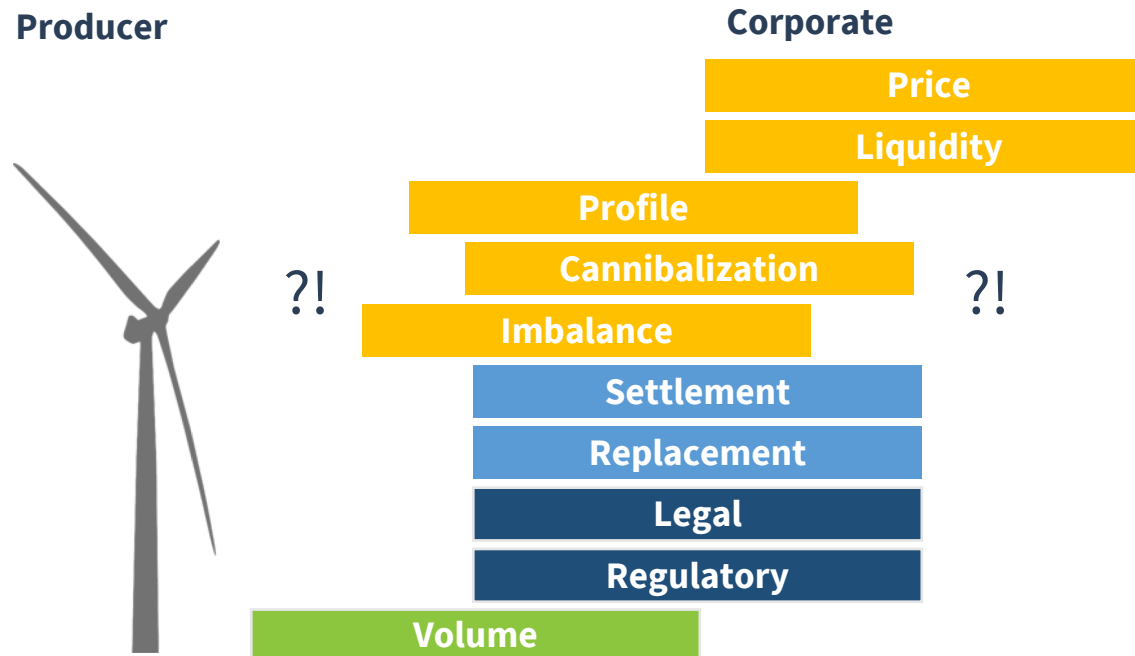 Producer
Corporate
Price
Liquidity
Profile
Cannibalization
?!
?!
Imbalance
Settlement
Replacement
Legal
Regulatory
Volume